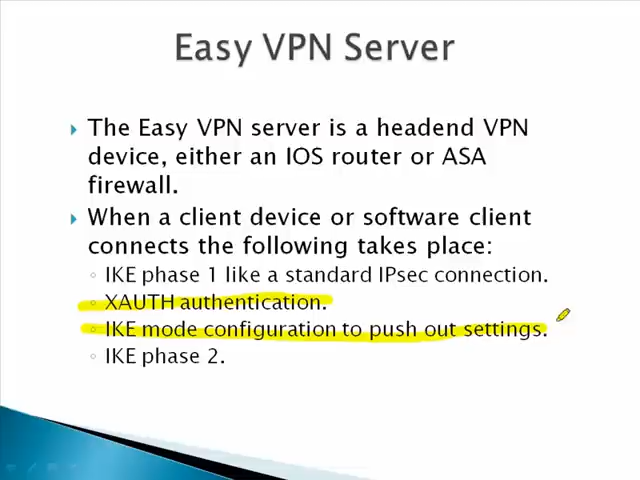 Easy VPN Server
The Easy VPN server is a headend VPN
device, either an IOS router or ASA
firewall.
When a client device or software client
connects the following takes place:
IKE phase 1 like a standard IPsec connection.
XAUTH authentication.
IKE mode configuration to push out settings.
IKE phase 2.